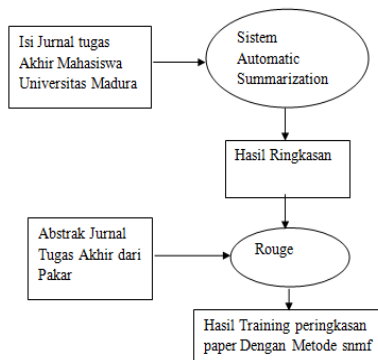 Isi Jurnal tugas
Akhir Mahasiswa
Universitas Madura
Sistem
Automatic
Summarization
Hasil Ringkasan
Abstrak Jurnal
Tugas Akhir dari
Pakar
Rouge
Hasil Training peringkasan
paper Dengan Metode snmf